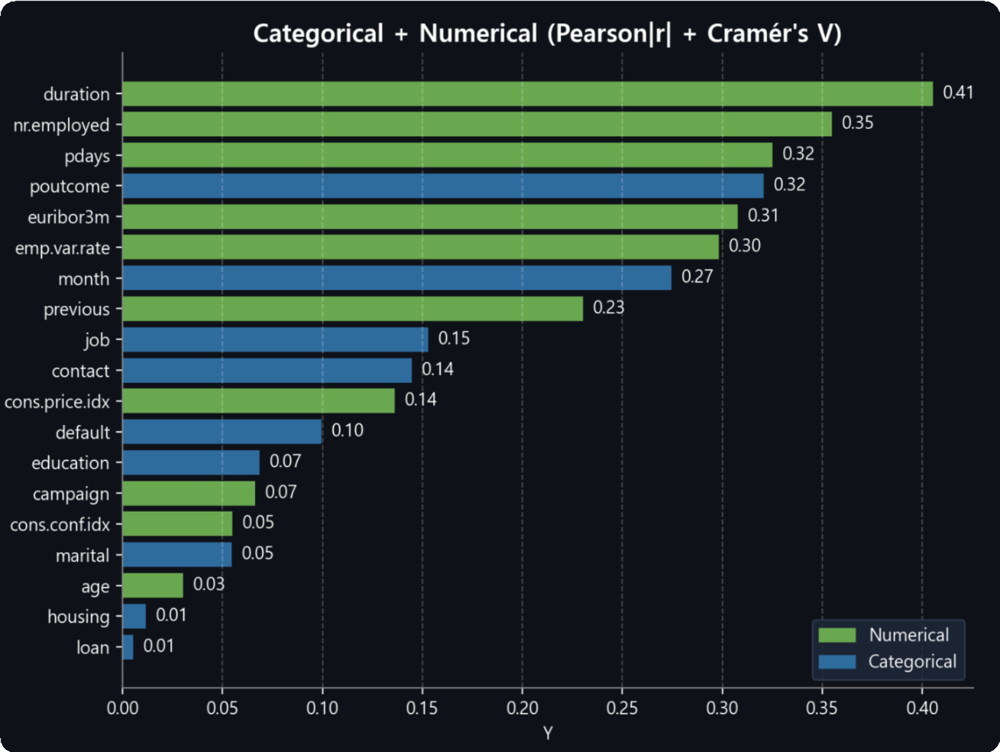 Categorical + Numerical (Pearson|r| + Cramér's V)
duration 0.41
nr.employed 0.35
pdays 0.32
poutcome 0.32
euribor3m 0.31
emp.var.rate 0.30
month 0.27
previous 0.23
job 0.15
contact 0.14
cons.price.idx 0.14
default 0.10
education 0.07
campaign 0.07
cons.conf.idx 0.05
marital 0.05
age 0.03
housing 0.01
loan 0.01
Numerical
Categorical
0.00 0.05 0.10 0.15 0.20 0.25 0.30 0.35 0.40
Y